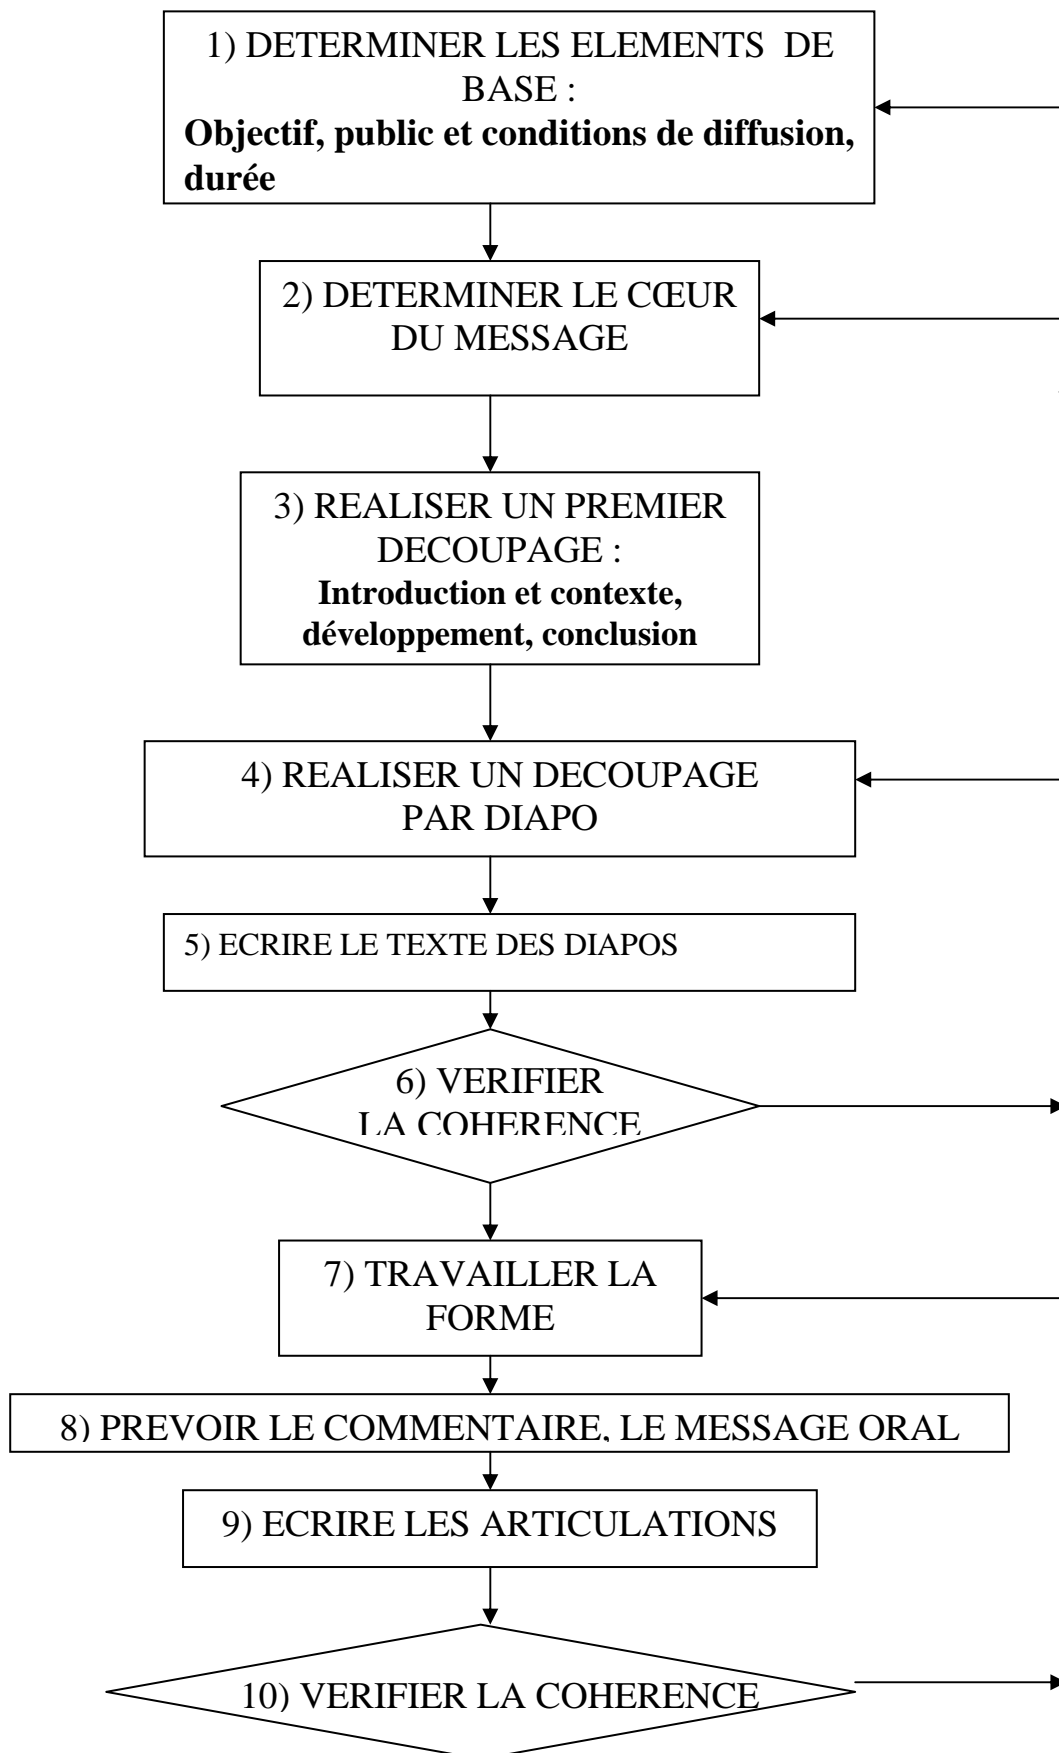 1) DETERMINER LES ELEMENTS DE
BASE :
Objectif, public et conditions de diffusion,
durée
2) DETERMINER LE CŒUR
DU MESSAGE
3) REALISER UN PREMIER
DECOUPAGE :
Introduction et contexte,
développement, conclusion
4) REALISER UN DECOUPAGE
PAR DIAPO
5) ECRIRE LE TEXTE DES DIAPOS
6) VERIFIER
LA COHERENCE
7) TRAVAILLER LA
FORME
8) PREVOIR LE COMMENTAIRE, LE MESSAGE ORAL
9) ECRIRE LES ARTICULATIONS
10) VERIFIER LA COHERENCE